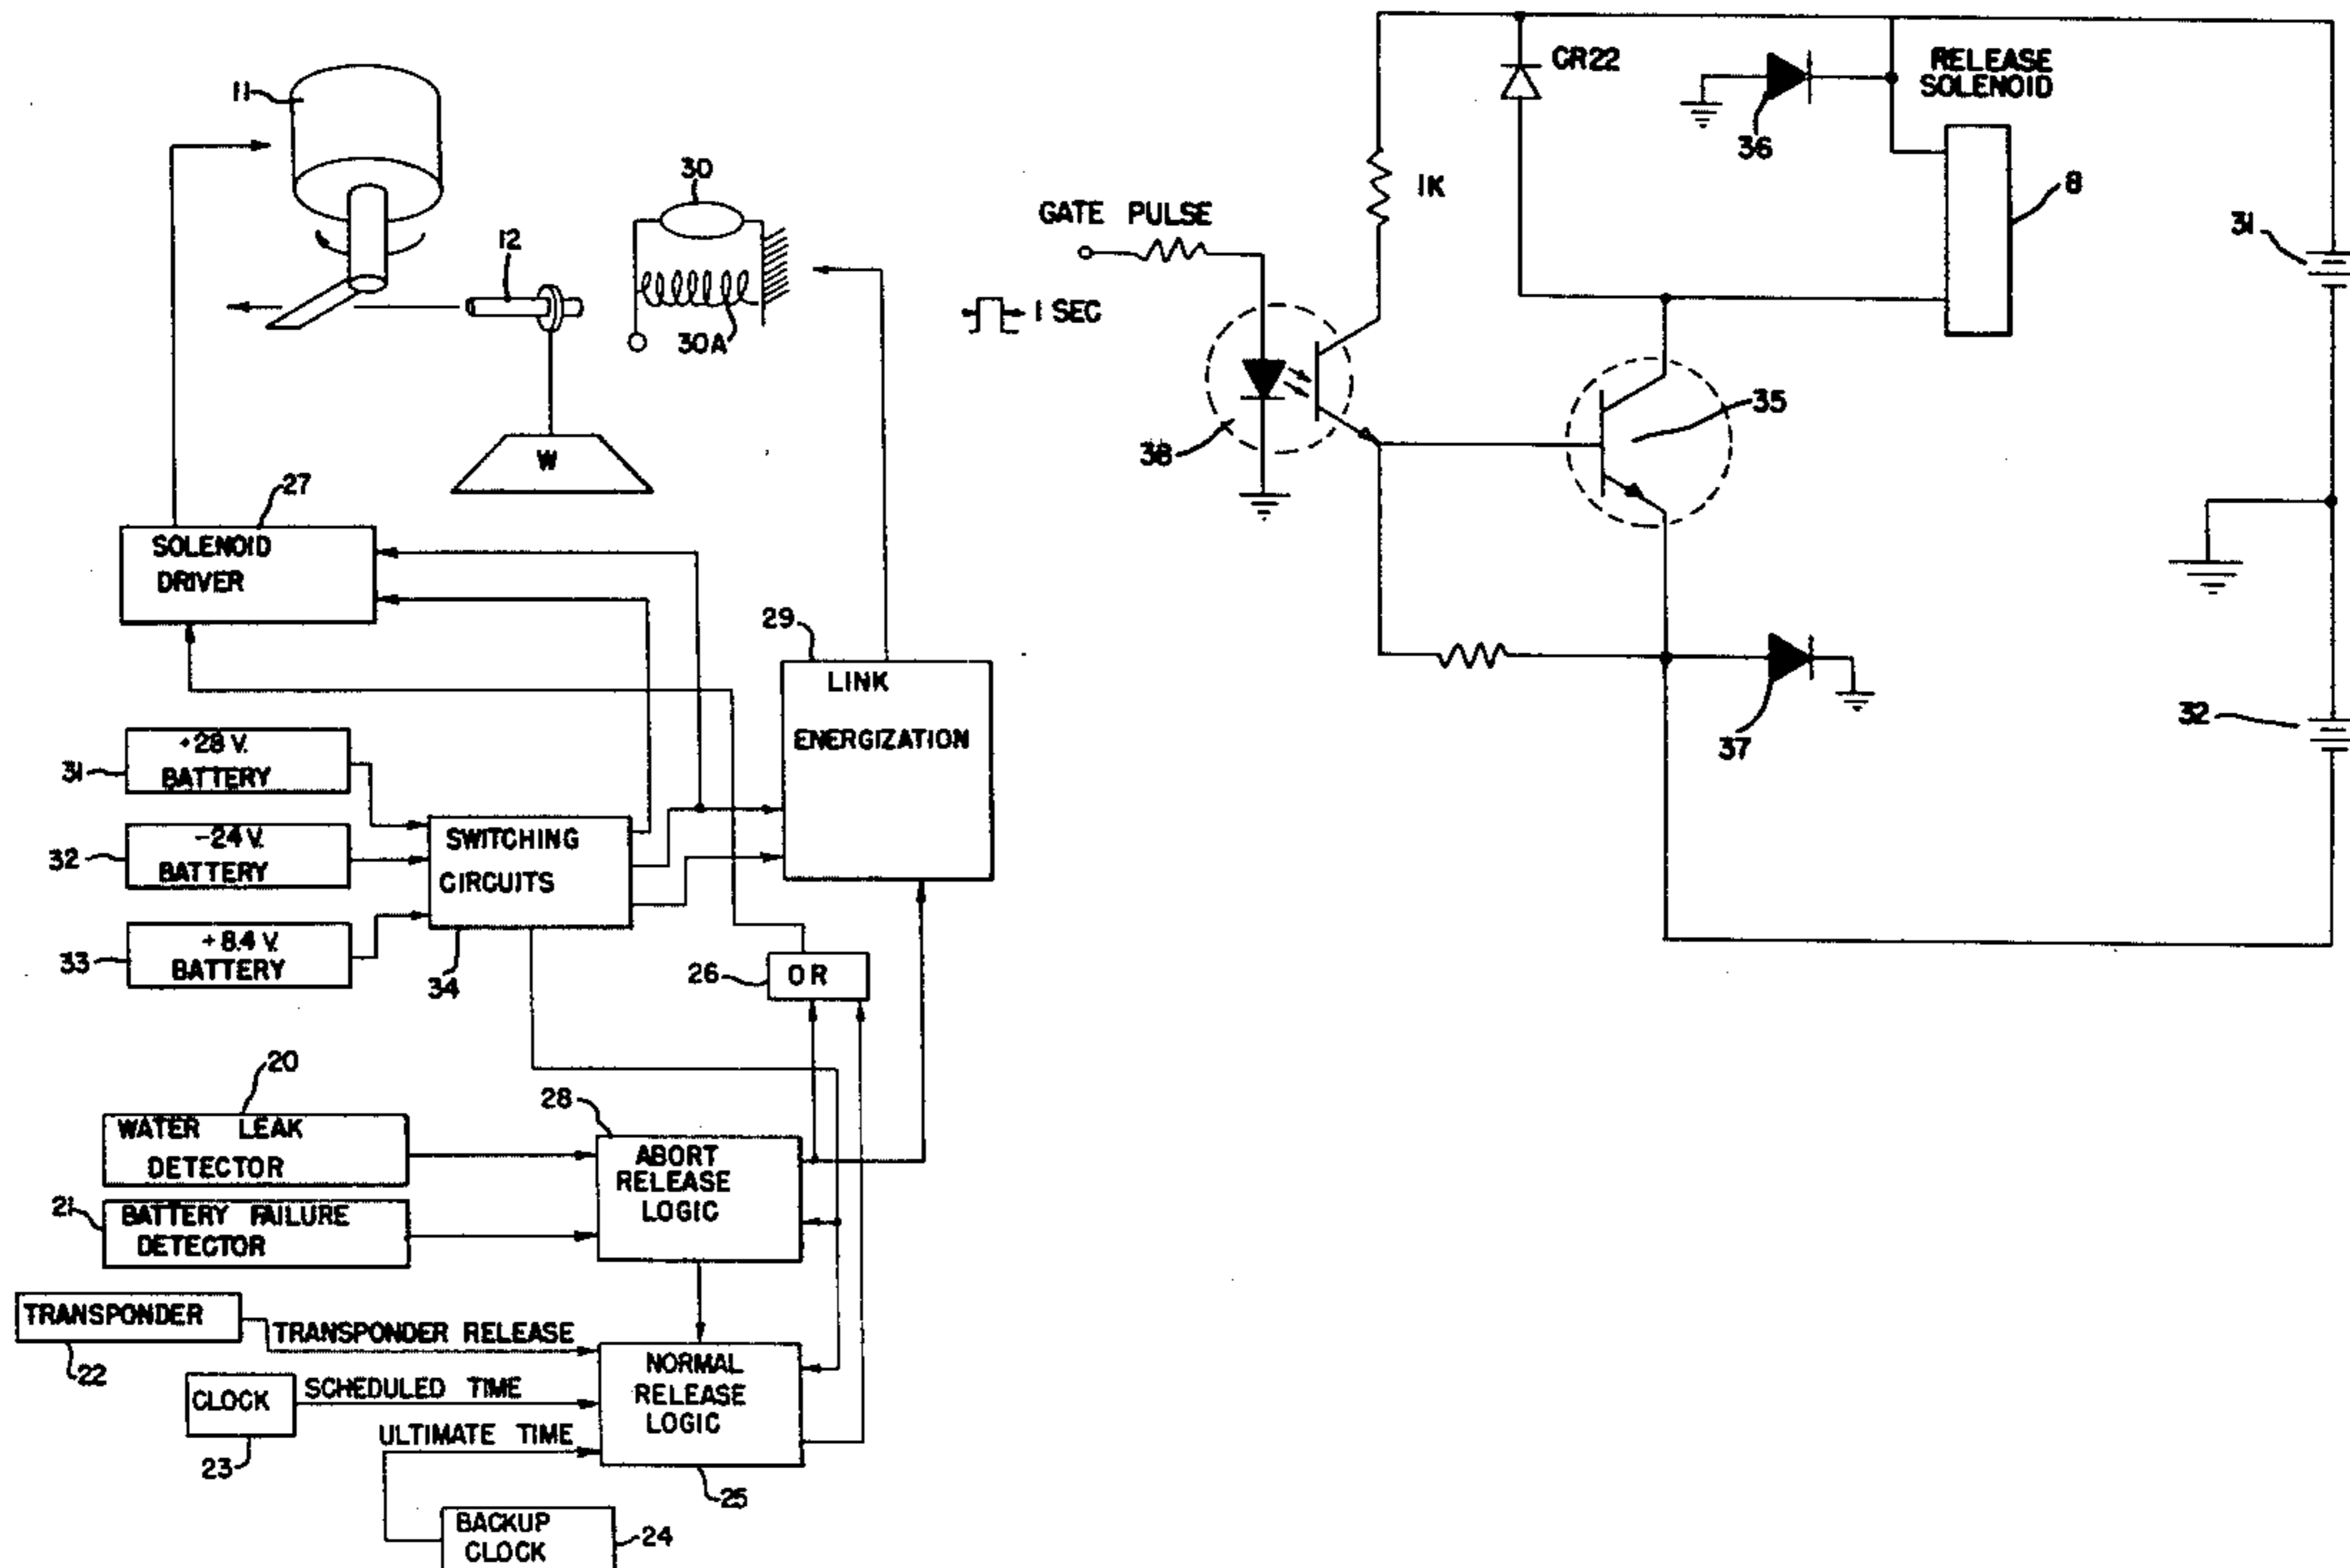 11
12
30
30A
W
27
SOLENOID
DRIVER
29
LINK
ENERGIZATION
+28 V.
BATTERY
31
-24 V.
BATTERY
32
+ 8.4 V.
BATTERY
33
SWITCHING
CIRCUITS
34
26
OR
20
WATER LEAK
DETECTOR
21
BATTERY FAILURE
DETECTOR
28
ABORT
RELEASE
LOGIC
TRANSPONDER
22
TRANSPONDER RELEASE
CLOCK
23
SCHEDULED TIME
ULTIMATE TIME
NORMAL
RELEASE
LOGIC
25
BACKUP
CLOCK
24
CR22
RELEASE
SOLENOID
36
1K
8
GATE PULSE
1 SEC
31
38
35
37
32